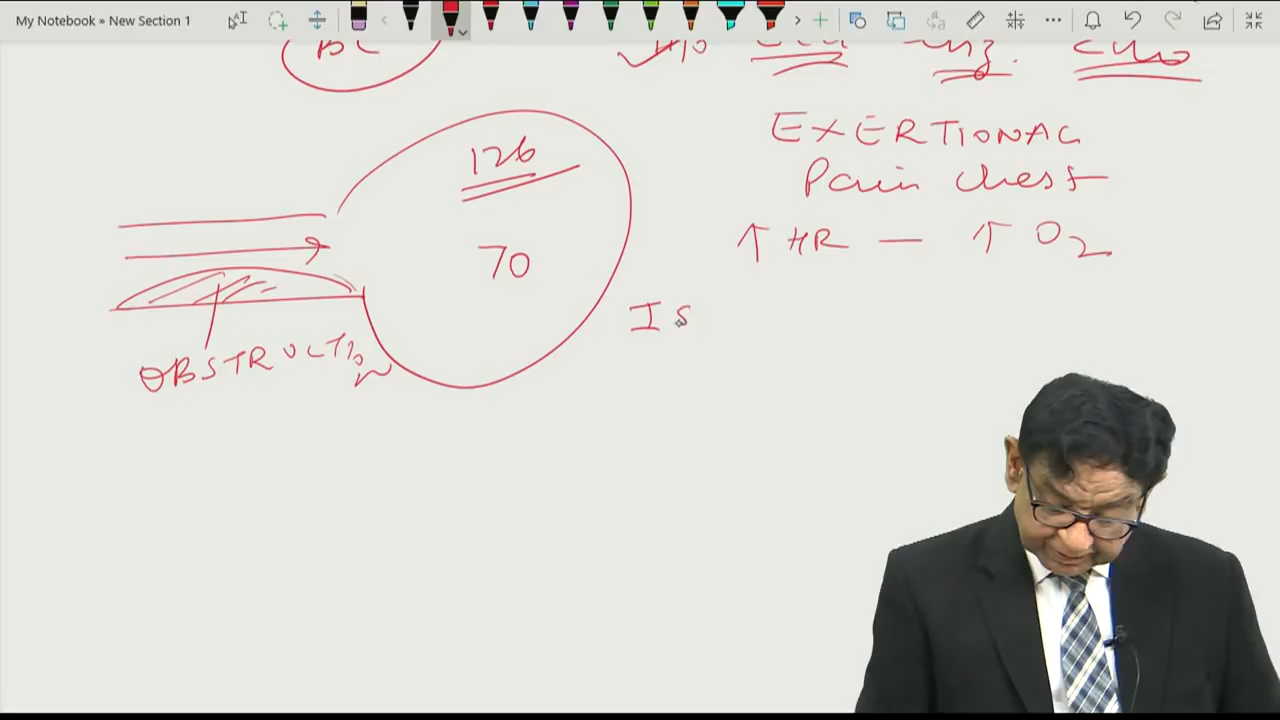 My Notebook » New Section 1
126
EXERTIONAL
Pain chest
↑ HR — ↑ O2
70
IS
OBSTRUCTION